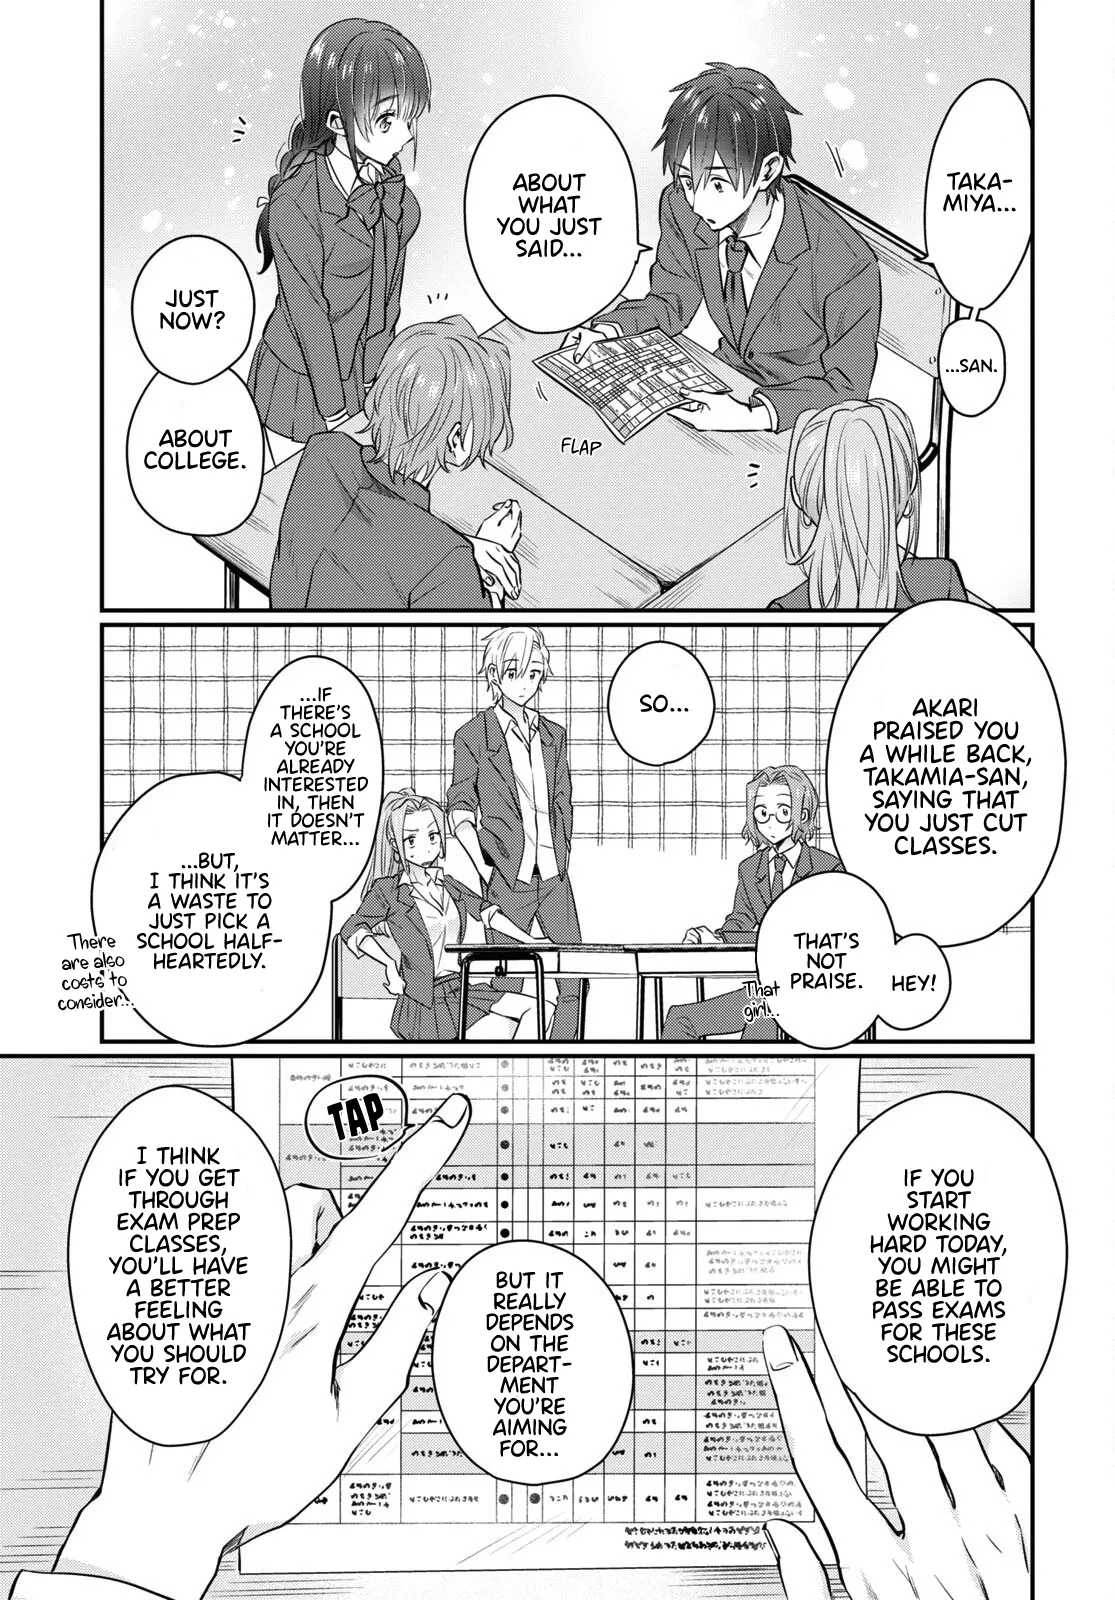 TAKA-
MIYA...
...SAN.
ABOUT
WHAT
YOU JUST
SAID...
FLAP
JUST
NOW?
ABOUT
COLLEGE.
AKARI
PRAISED YOU
A WHILE BACK,
TAKAMIA-SAN,
SAYING THAT
YOU JUST CUT
CLASSES.
HEY!
THAT'S
NOT
PRAISE.
That
girl...
SO...
...IF
THERE'S
A SCHOOL
YOU'RE
ALREADY
INTERESTED
IN, THEN
IT DOESN'T
MATTER...
...BUT,
I THINK IT'S
A WASTE TO
JUST PICK A
SCHOOL HALF-
HEARTEDLY.
There
are also
costs to
consider...
IF YOU
START
WORKING
HARD TODAY,
YOU MIGHT
BE ABLE TO
PASS EXAMS
FOR THESE
SCHOOLS.
TAP
BUT IT
REALLY
DEPENDS
ON THE
DEPART-
MENT
YOU'RE
AIMING
FOR...
I THINK
IF YOU GET
THROUGH
EXAM PREP
CLASSES,
YOU'LL HAVE
A BETTER
FEELING
ABOUT WHAT
YOU SHOULD
TRY FOR.